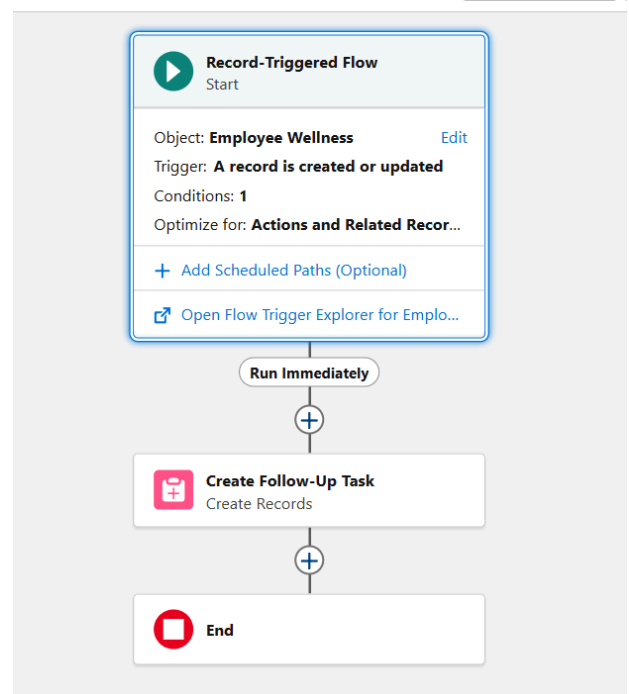 Record-Triggered Flow
Start
Object: Employee Wellness Edit
Trigger: A record is created or updated
Conditions: 1
Optimize for: Actions and Related Recor...
Add Scheduled Paths (Optional)
Open Flow Trigger Explorer for Emplo...
Run Immediately
Create Follow-Up Task
Create Records
End